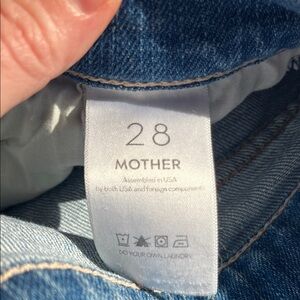 28
MOTHER
Assembled in USA
by both USA and foreign components
DO YOUR OWN LAUNDRY